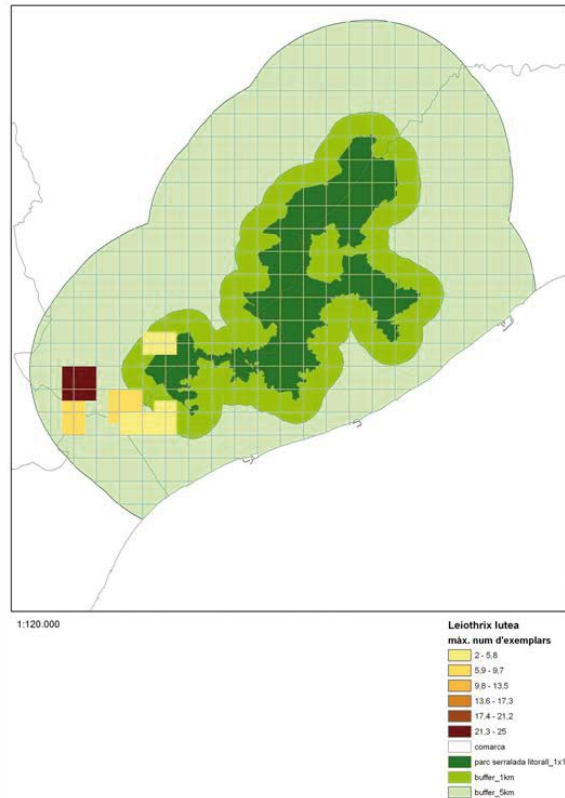 1:120.000
Leiothrix lutea
màx. num d'exemplars
2 - 5,8
5,9 - 9,7
9,8 - 13,5
13,6 - 17,3
17,4 - 21,2
21,3 - 25
comarca
parc serralada litorall_1x1
buffer_1km
buffer_5km